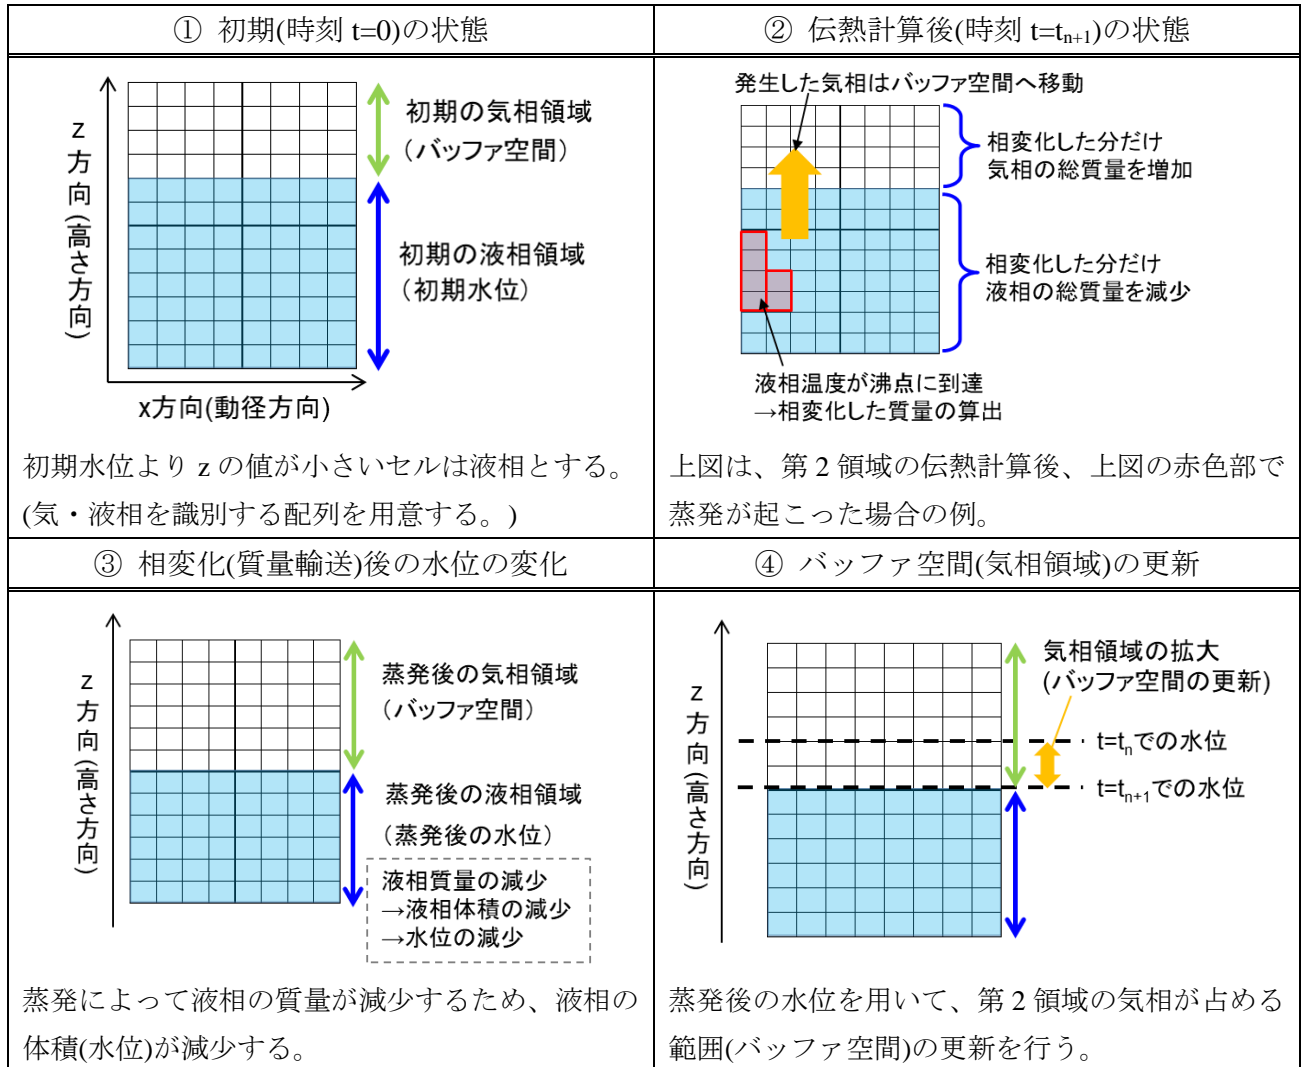 ① 初期(時刻 t=0)の状態
② 伝熱計算後(時刻 t=tn+1)の状態
z方向(高さ方向)
初期の気相領域
(バッファ空間)
初期の液相領域
(初期水位)
x方向(動径方向)
初期水位より z の値が小さいセルは液相とする。
(気・液相を識別する配列を用意する。)
発生した気相はバッファ空間へ移動
相変化した分だけ
気相の総質量を増加
相変化した分だけ
液相の総質量を減少
液相温度が沸点に到達
→相変化した質量の算出
上図は、第 2 領域の伝熱計算後、上図の赤色部で
蒸発が起こった場合の例。
③ 相変化(質量輸送)後の水位の変化
④ バッファ空間(気相領域)の更新
z方向(高さ方向)
蒸発後の気相領域
(バッファ空間)
蒸発後の液相領域
(蒸発後の水位)
液相質量の減少
→液相体積の減少
→水位の減少
蒸発によって液相の質量が減少するため、液相の
体積(水位)が減少する。
z方向(高さ方向)
気相領域の拡大
(バッファ空間の更新)
t=tnでの水位
t=tn+1での水位
蒸発後の水位を用いて、第 2 領域の気相が占める
範囲(バッファ空間)の更新を行う。